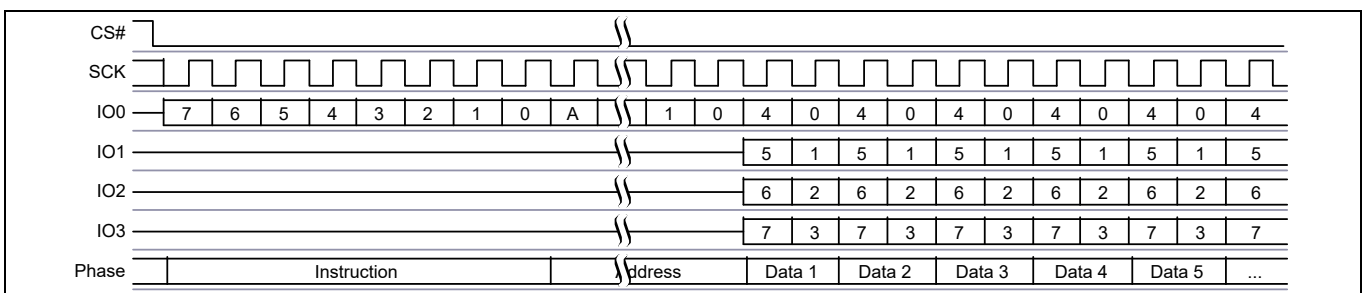 CS#
SCK
IO0 7 6 5 4 3 2 1 0 A 1 0 4 0 4 0 4 0 4 0 4 0 4
IO1 5 1 5 1 5 1 5 1 5 1 5
IO2 6 2 6 2 6 2 6 2 6 2 6
IO3 7 3 7 3 7 3 7 3 7 3 7
Phase Instruction Address Data 1 Data 2 Data 3 Data 4 Data 5 ...